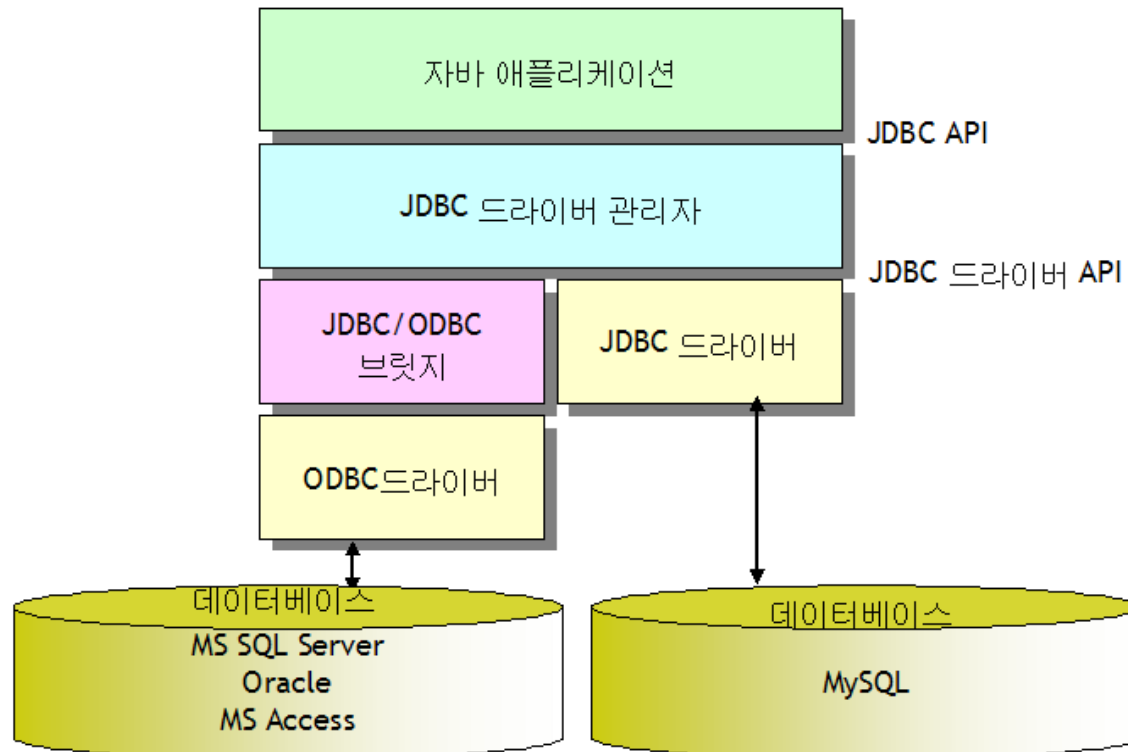 자바 애플리케이션
JDBC API
JDBC 드라이버 관리자
JDBC 드라이버 API
JDBC/ODBC
브릿지
JDBC 드라이버
ODBC드라이버
데이터베이스
MS SQL Server
Oracle
MS Access
데이터베이스
MySQL